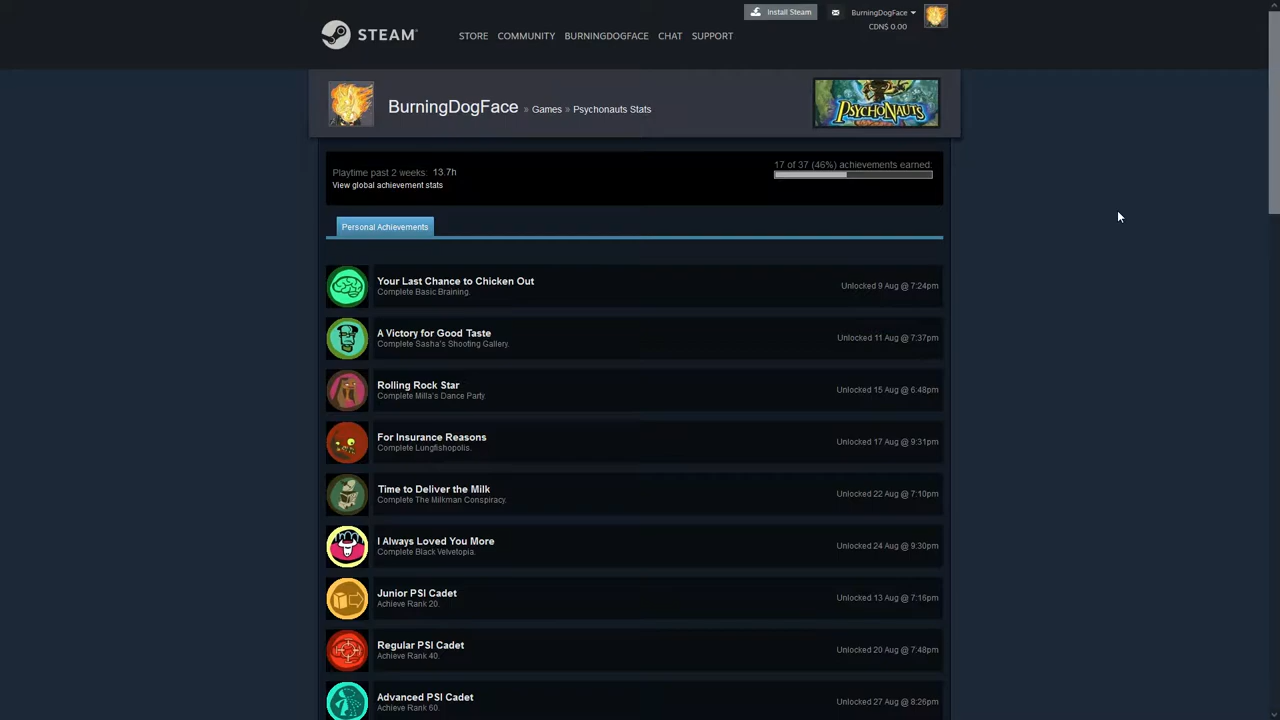 Install Steam
BurningDogFace
CDN$ 0.00
STEAM
STORE COMMUNITY BURNINGDOGFACE CHAT SUPPORT
BurningDogFace » Games » Psychonauts Stats
PSYCHONAUTS
Playtime past 2 weeks: 13.7h
View global achievement stats
17 of 37 (46%) achievements earned:
Personal Achievements
Your Last Chance to Chicken Out
Complete Basic Braining.
Unlocked 9 Aug @ 7:24pm
A Victory for Good Taste
Complete Sasha's Shooting Gallery.
Unlocked 11 Aug @ 7:37pm
Rolling Rock Star
Complete Milla's Dance Party.
Unlocked 15 Aug @ 6:48pm
For Insurance Reasons
Complete Lungfishopolis.
Unlocked 17 Aug @ 9:31pm
Time to Deliver the Milk
Complete The Milkman Conspiracy.
Unlocked 22 Aug @ 7:10pm
I Always Loved You More
Complete Black Velvetopia.
Unlocked 24 Aug @ 9:30pm
Junior PSI Cadet
Achieve Rank 20.
Unlocked 13 Aug @ 7:16pm
Regular PSI Cadet
Achieve Rank 40.
Unlocked 20 Aug @ 7:48pm
Advanced PSI Cadet
Achieve Rank 60.
Unlocked 27 Aug @ 8:26pm